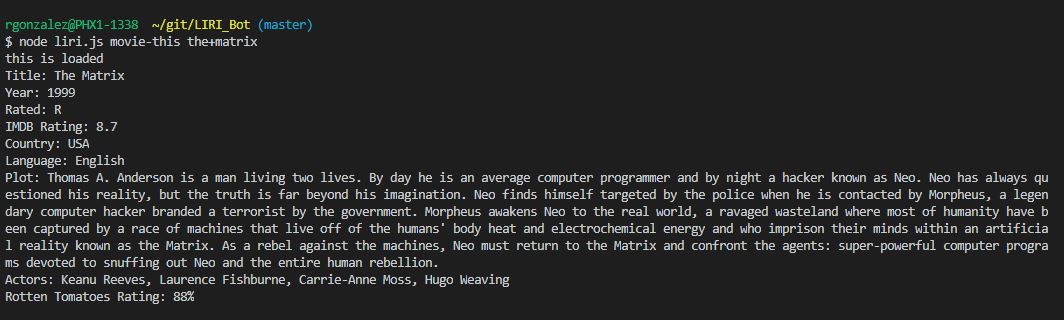 rgonzalez@PHX1-1338 ~/git/LIRI_Bot (master)
$ node liri.js movie-this the+matrix
this is loaded
Title: The Matrix
Year: 1999
Rated: R
IMDB Rating: 8.7
Country: USA
Language: English
Plot: Thomas A. Anderson is a man living two lives. By day he is an average computer programmer and by night a hacker known as Neo. Neo has always qu
estioned his reality, but the truth is far beyond his imagination. Neo finds himself targeted by the police when he is contacted by Morpheus, a legen
dary computer hacker branded a terrorist by the government. Morpheus awakens Neo to the real world, a ravaged wasteland where most of humanity have b
een captured by a race of machines that live off of the humans' body heat and electrochemical energy and who imprison their minds within an artificia
l reality known as the Matrix. As a rebel against the machines, Neo must return to the Matrix and confront the agents: super-powerful computer progra
ms devoted to snuffing out Neo and the entire human rebellion.
Actors: Keanu Reeves, Laurence Fishburne, Carrie-Anne Moss, Hugo Weaving
Rotten Tomatoes Rating: 88%